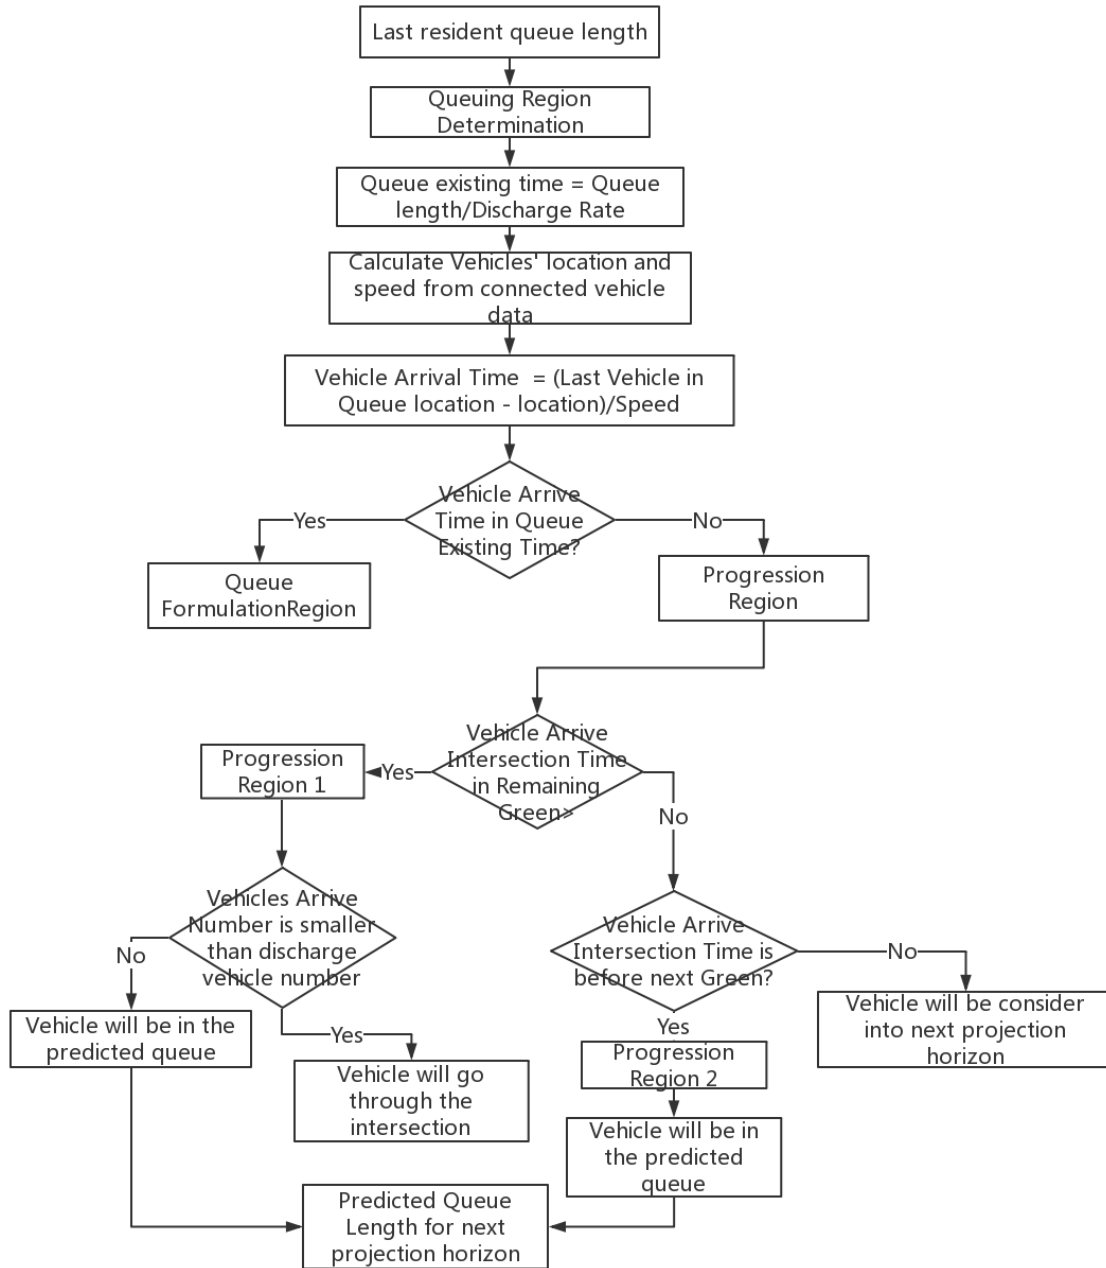 Last resident queue length
Queuing Region
Determination
Queue existing time = Queue
length/Discharge Rate
Calculate Vehicles' location and
speed from connected vehicle
data
Vehicle Arrival Time = (Last Vehicle in
Queue location - location)/Speed
Vehicle Arrive
Time in Queue
Existing Time?
Yes
No
Queue
FormulationRegion
Progression
Region
Vehicle Arrive
Intersection Time
in Remaining
Green>
Yes
No
Progression
Region 1
Vehicles Arrive
Number is smaller
than discharge
vehicle number
No
Yes
Vehicle Arrive
Intersection Time is
before next Green?
No
Yes
Vehicle will be in the
predicted queue
Vehicle will go
through the
intersection
Progression
Region 2
Vehicle will be consider
into next projection
horizon
Vehicle will be in
the predicted
queue
Predicted Queue
Length for next
projection horizon